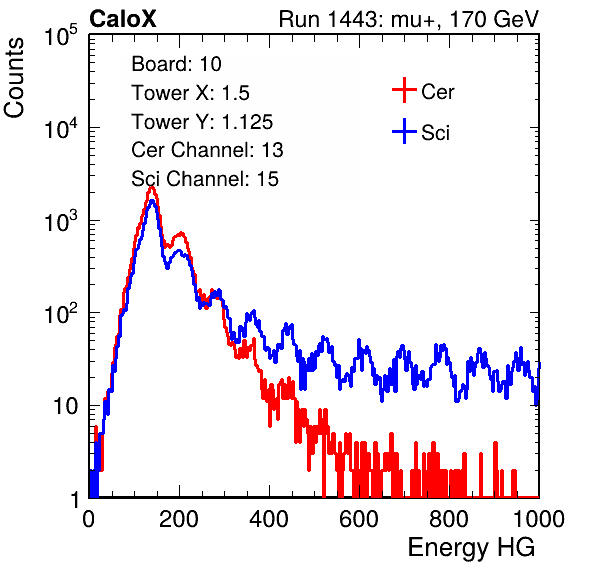 CaloX Run 1443: mu+, 170 GeV
Counts
10^5
10^4
10^3
10^2
10
1
Board: 10
Tower X: 1.5
Tower Y: 1.125
Cer Channel: 13
Sci Channel: 15
Cer
Sci
0 200 400 600 800 1000
Energy HG